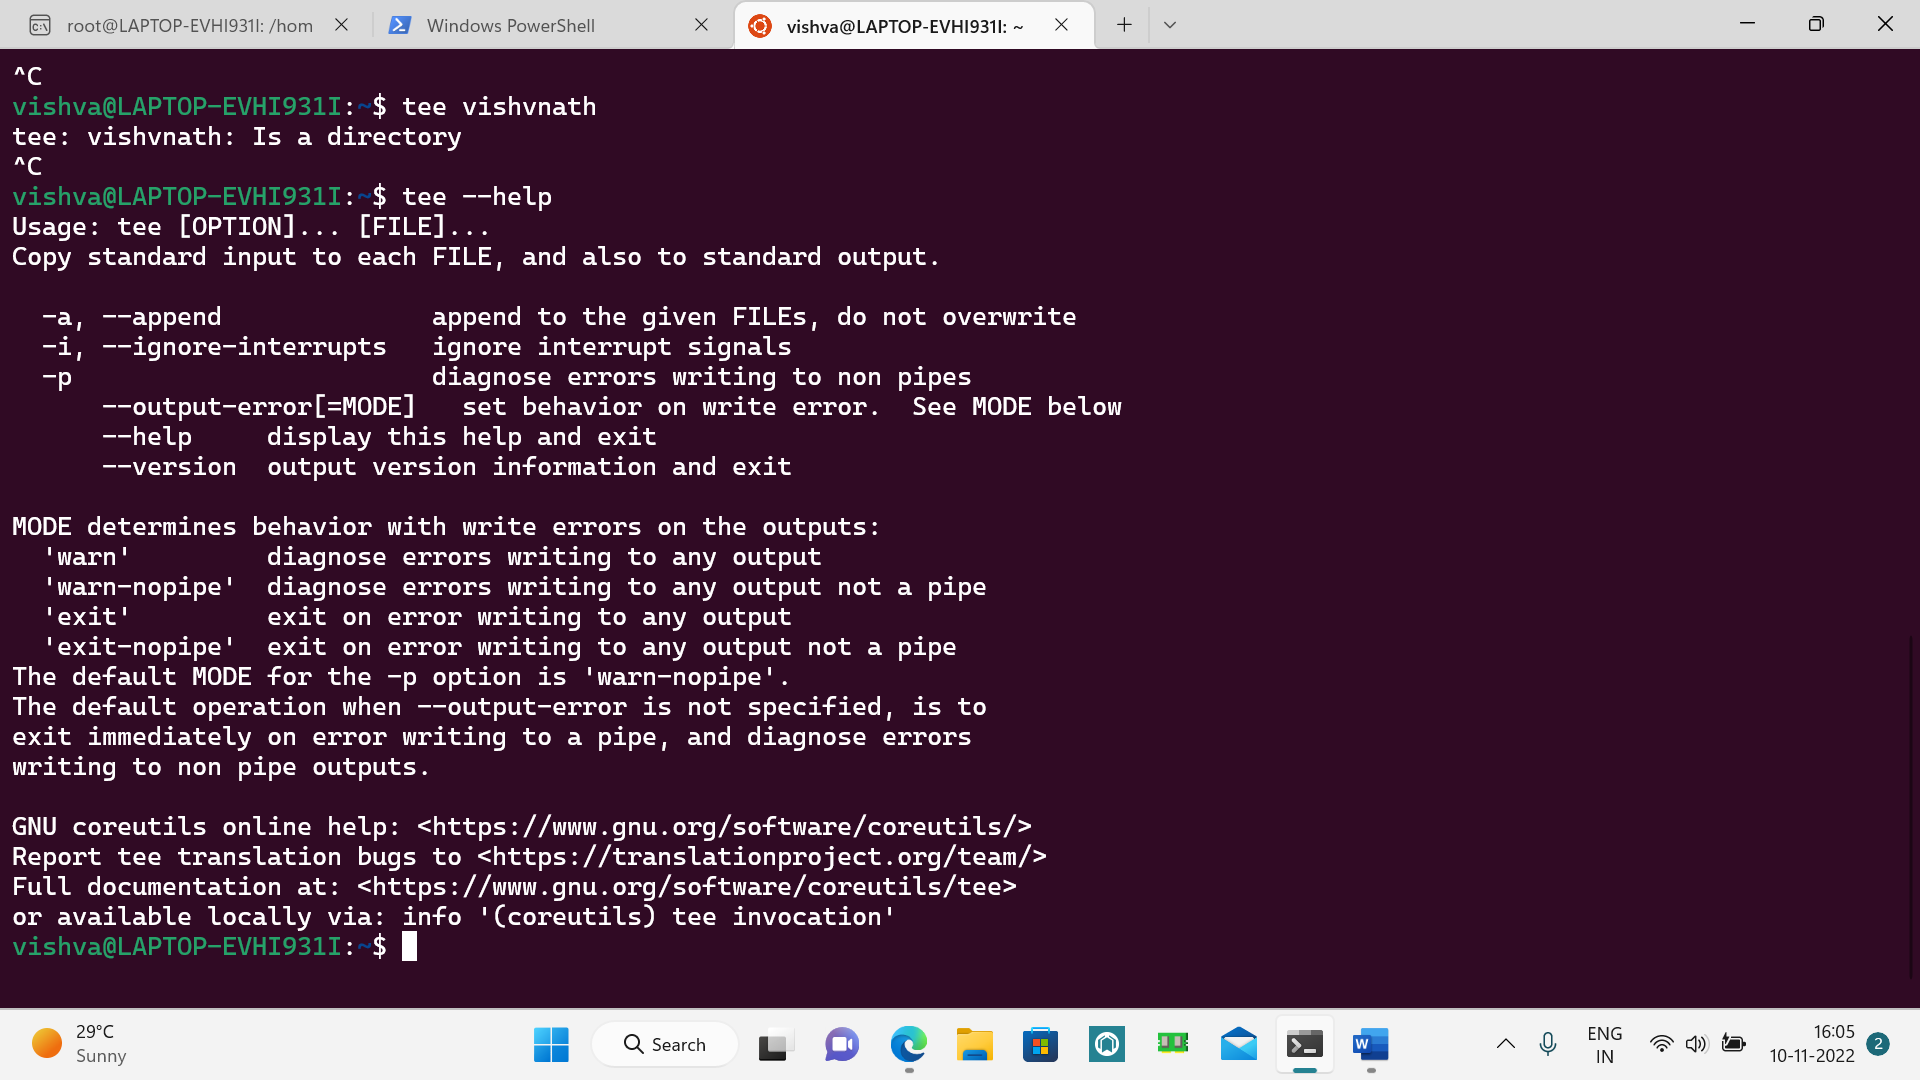 root@LAPTOP-EVHI931I: /hom
Windows PowerShell
vishva@LAPTOP-EVHI931I: ~
^C
vishva@LAPTOP-EVHI931I:~$ tee vishvnath
tee: vishvnath: Is a directory
^C
vishva@LAPTOP-EVHI931I:~$ tee --help
Usage: tee [OPTION]... [FILE]...
Copy standard input to each FILE, and also to standard output.

  -a, --append              append to the given FILEs, do not overwrite
  -i, --ignore-interrupts   ignore interrupt signals
  -p                        diagnose errors writing to non pipes
      --output-error[=MODE]   set behavior on write error.  See MODE below
      --help     display this help and exit
      --version  output version information and exit

MODE determines behavior with write errors on the outputs:
  'warn'         diagnose errors writing to any output
  'warn-nopipe'  diagnose errors writing to any output not a pipe
  'exit'         exit on error writing to any output
  'exit-nopipe'  exit on error writing to any output not a pipe
The default MODE for the -p option is 'warn-nopipe'.
The default operation when --output-error is not specified, is to
exit immediately on error writing to a pipe, and diagnose errors
writing to non pipe outputs.

GNU coreutils online help: <https://www.gnu.org/software/coreutils/>
Report tee translation bugs to <https://translationproject.org/team/>
Full documentation at: <https://www.gnu.org/software/coreutils/tee>
or available locally via: info '(coreutils) tee invocation'
vishva@LAPTOP-EVHI931I:~$
29°C
Sunny
Search
W
ENG
IN
16:05
10-11-2022
2